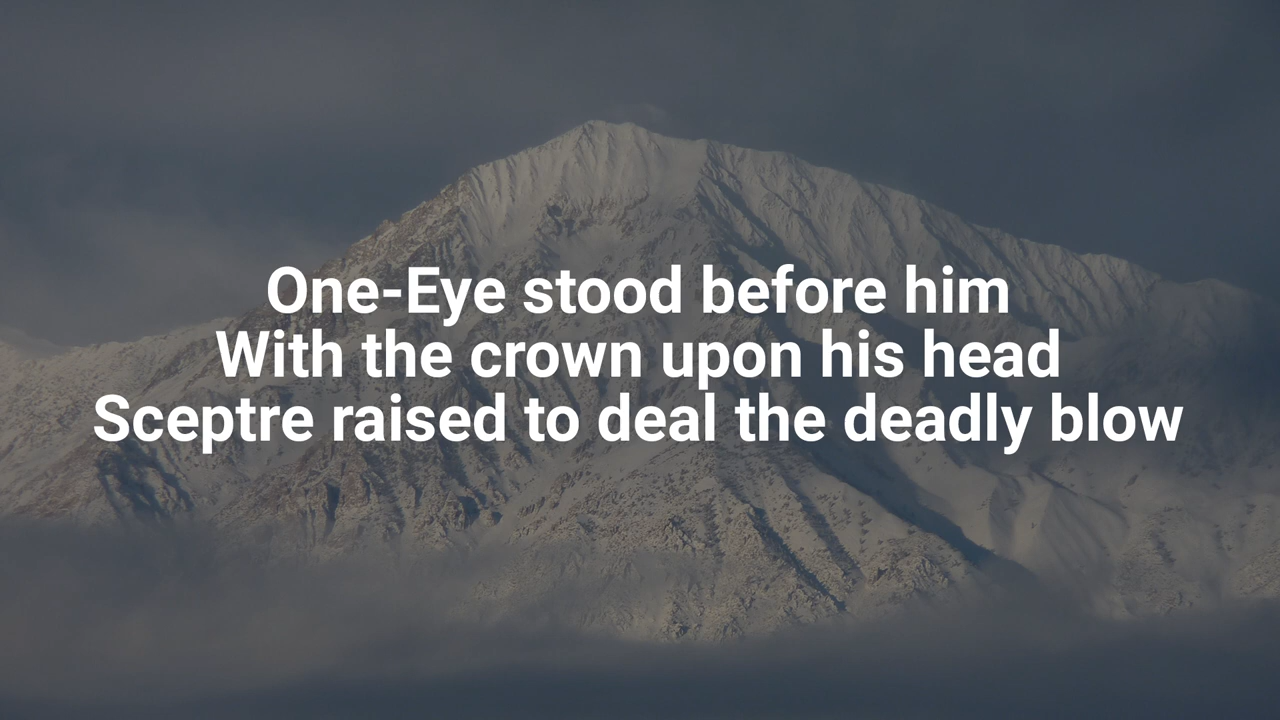 One-Eye stood before him
With the crown upon his head
Sceptre raised to deal the deadly blow